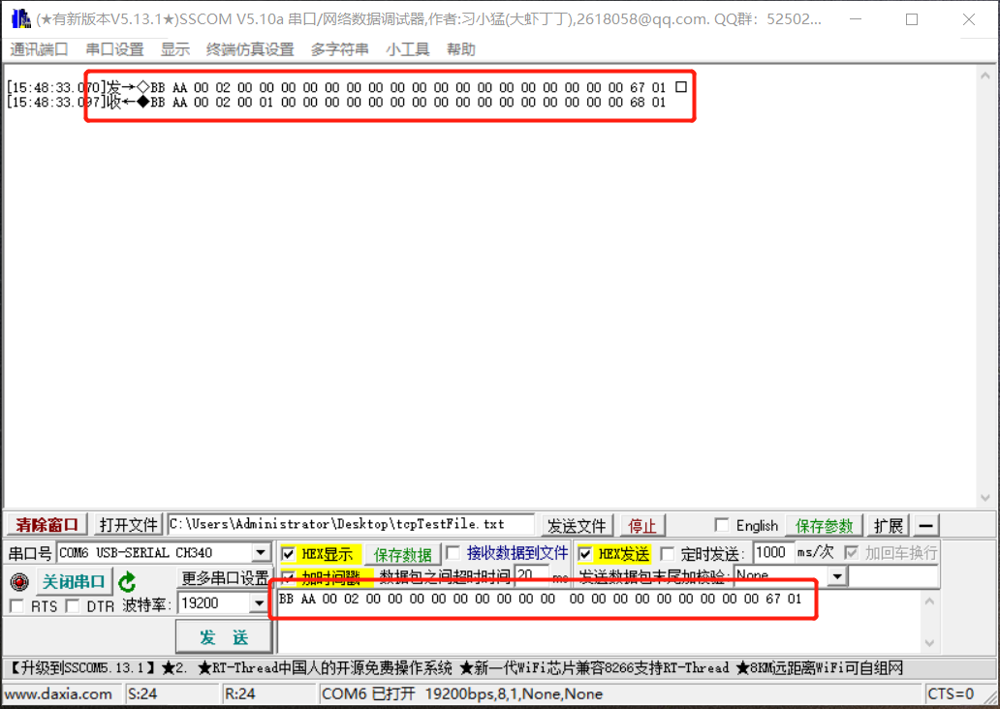 (★有新版本V5.13.1★)SSCOM V5.10a 串口/网络数据调试器,作者:习小猛(大虾丁丁),2618058@qq.com. QQ群: 52502...
通讯端口 串口设置 显示 终端仿真设置 多字符串 小工具 帮助
[15:48:33.070]发→◇BB AA 00 02 00 00 00 00 00 00 00 00 00 00 00 00 00 00 00 00 00 00 67 01 □
[15:48:33.097]收←◆BB AA 00 02 00 01 00 00 00 00 00 00 00 00 00 00 00 00 00 00 00 00 68 01
清除窗口 打开文件 C:\Users\Administrator\Desktop\tcpTestFile.txt 发送文件 停止 English 保存参数 扩展 —
串口号 COM6 USB-SERIAL CH340 HEX显示 保存数据 接收数据到文件 HEX发送 定时发送: 1000 ms/次 加回车换行
关闭串口 更多串口设置 加时间戳 数据包之间超时时间 20 ms 发送数据包末尾加校验: None
RTS DTR 波特率: 19200 BB AA 00 02 00 00 00 00 00 00 00 00 00 00 00 00 00 00 00 00 00 00 67 01
发 送
【升级到SSCOM5.13.1】★2. ★RT-Thread中国人的开源免费操作系统 ★新一代WiFi芯片兼容8266支持RT-Thread ★8KM远距离WiFi可自组网
www.daxia.com S:24 R:24 COM6 已打开 19200bps,8,1,None,None CTS=0